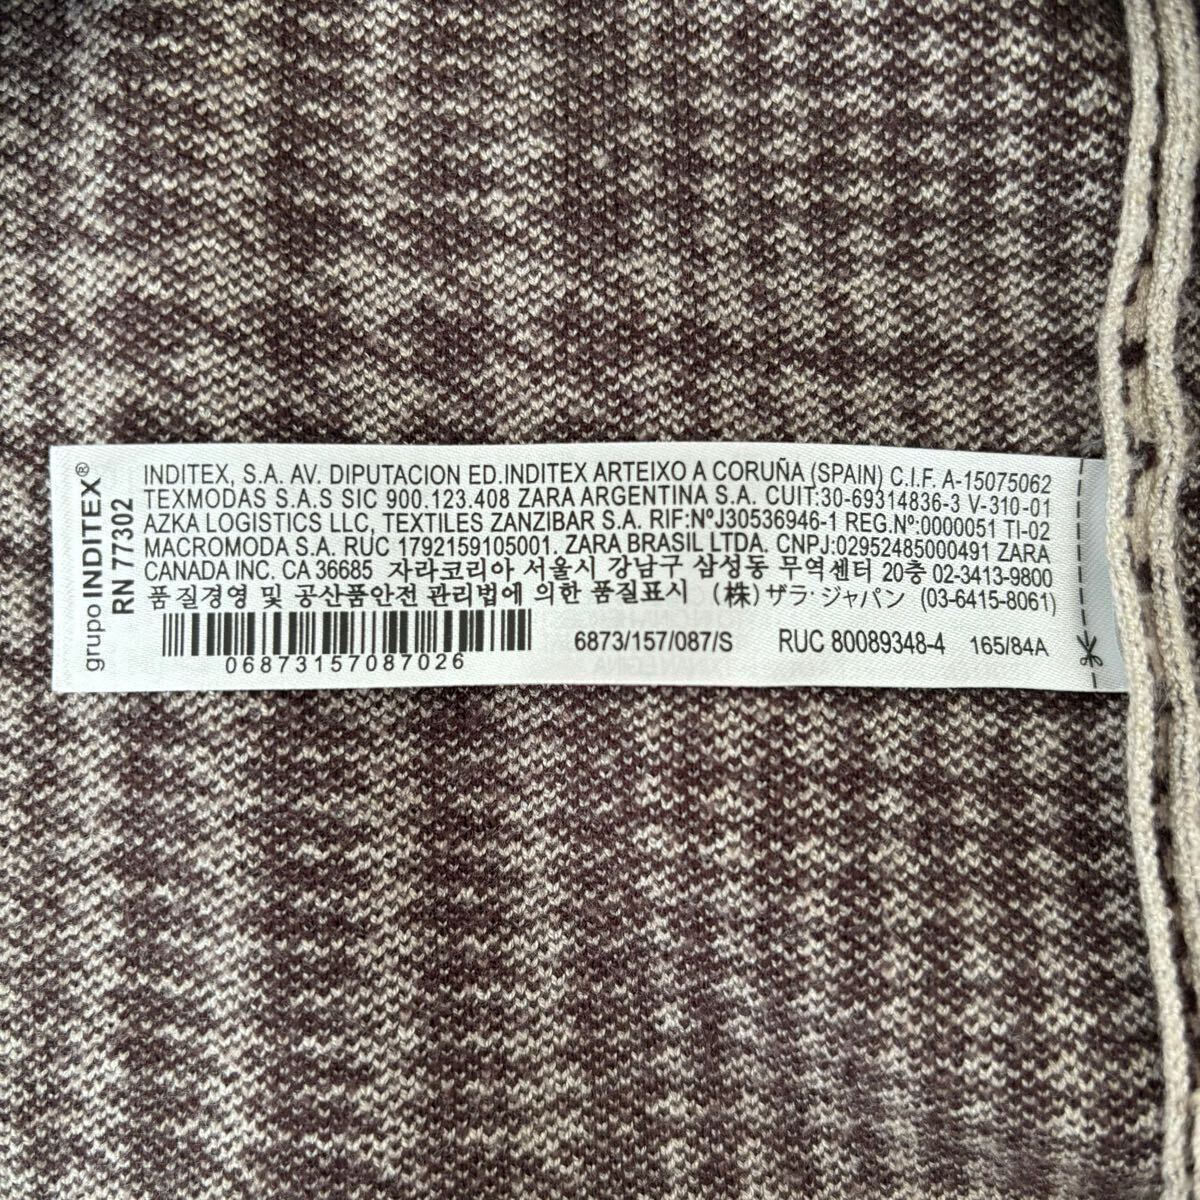 grupo INDITEX®
RN 77302
INDITEX, S.A. AV. DIPUTACION ED.INDITEX ARTEIXO A CORUÑA (SPAIN) C.I.F. A-15075062
TEXMODAS S.A.S SIC 900.123.408 ZARA ARGENTINA S.A. CUIT:30-69314836-3 V-310-01
AZKA LOGISTICS LLC, TEXTILES ZANZIBAR S.A. RIF:NºJ30536946-1 REG.Nº:0000051 TI-02
MACROMODA S.A. RUC 1792159105001. ZARA BRASIL LTDA. CNPJ:02952485000491 ZARA
CANADA INC. CA 36685 자라코리아 서울시 강남구 삼성동 무역센터 20층 02-3413-9800
품질경영 및 공산품안전 관리법에 의한 품질표시 (株)ザラ・ジャパン (03-6415-8061)
06873157087026 6873/157/087/S RUC 80089348-4 165/84A